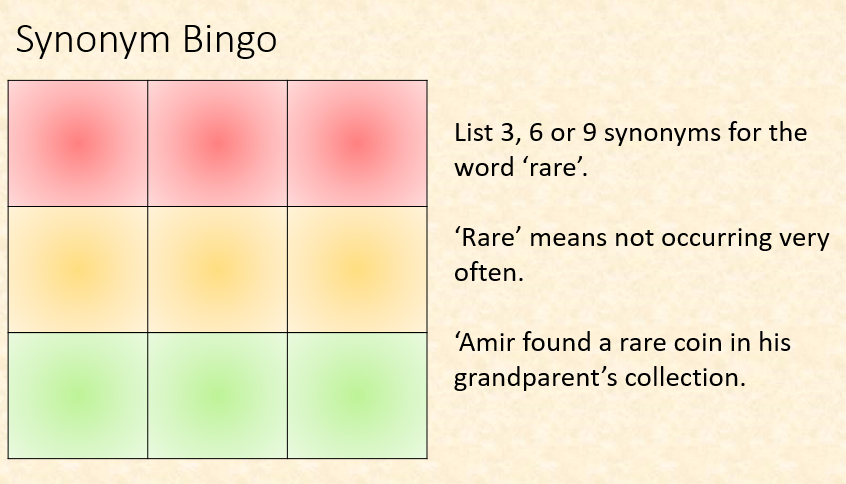 Synonym Bingo
List 3, 6 or 9 synonyms for the
word ‘rare’.
‘Rare’ means not occurring very
often.
‘Amir found a rare coin in his
grandparent’s collection.